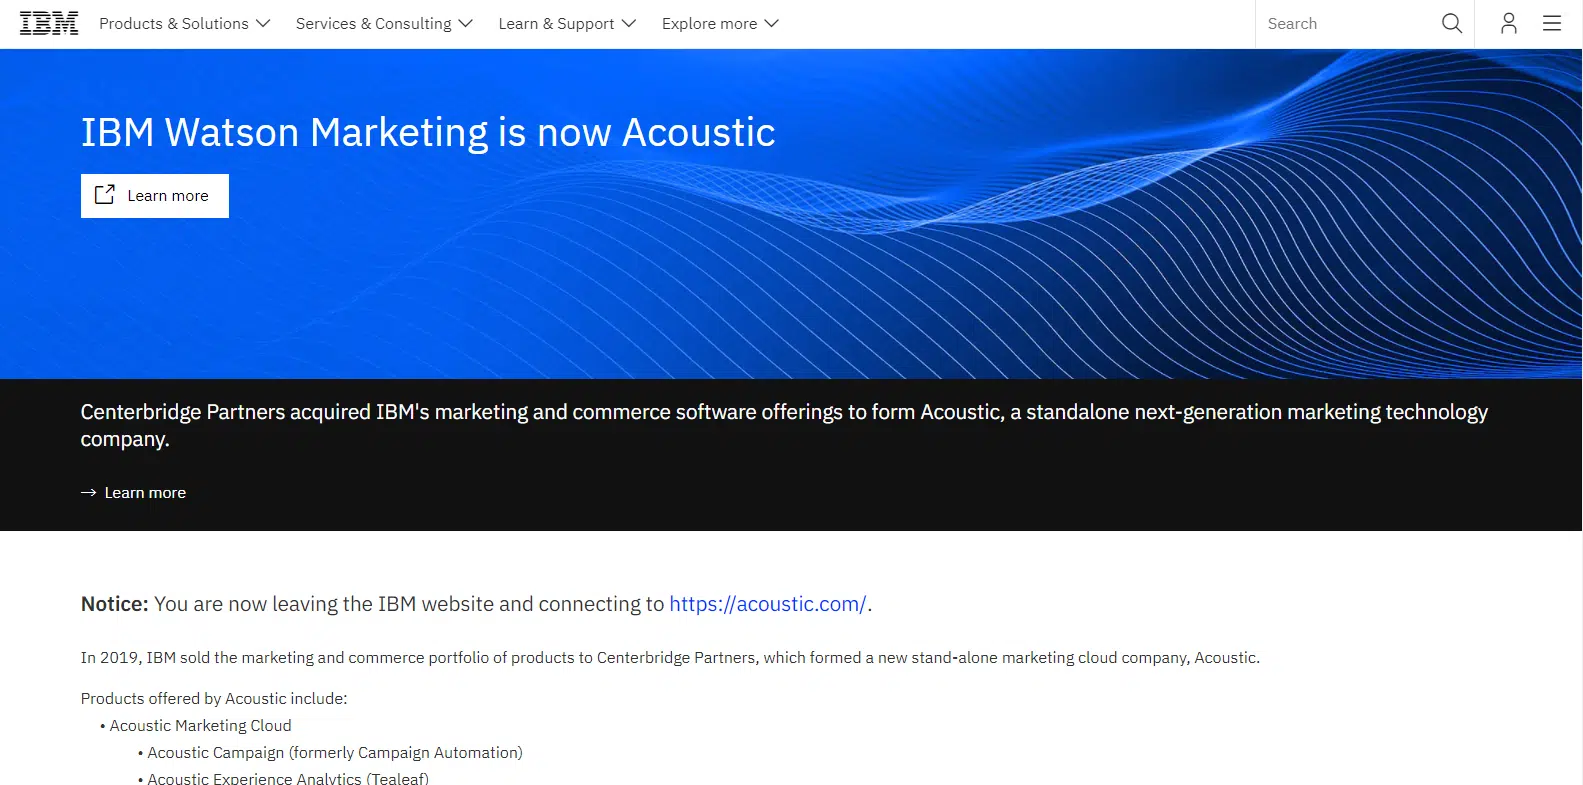 IBM Products & Solutions Services & Consulting Learn & Support Explore more Search
IBM Watson Marketing is now Acoustic
Learn more
Centerbridge Partners acquired IBM's marketing and commerce software offerings to form Acoustic, a standalone next-generation marketing technology
company.
→ Learn more
Notice: You are now leaving the IBM website and connecting to https://acoustic.com/.
In 2019, IBM sold the marketing and commerce portfolio of products to Centerbridge Partners, which formed a new stand-alone marketing cloud company, Acoustic.
Products offered by Acoustic include:
• Acoustic Marketing Cloud
• Acoustic Campaign (formerly Campaign Automation)
• Acoustic Experience Analytics (Tealeaf)